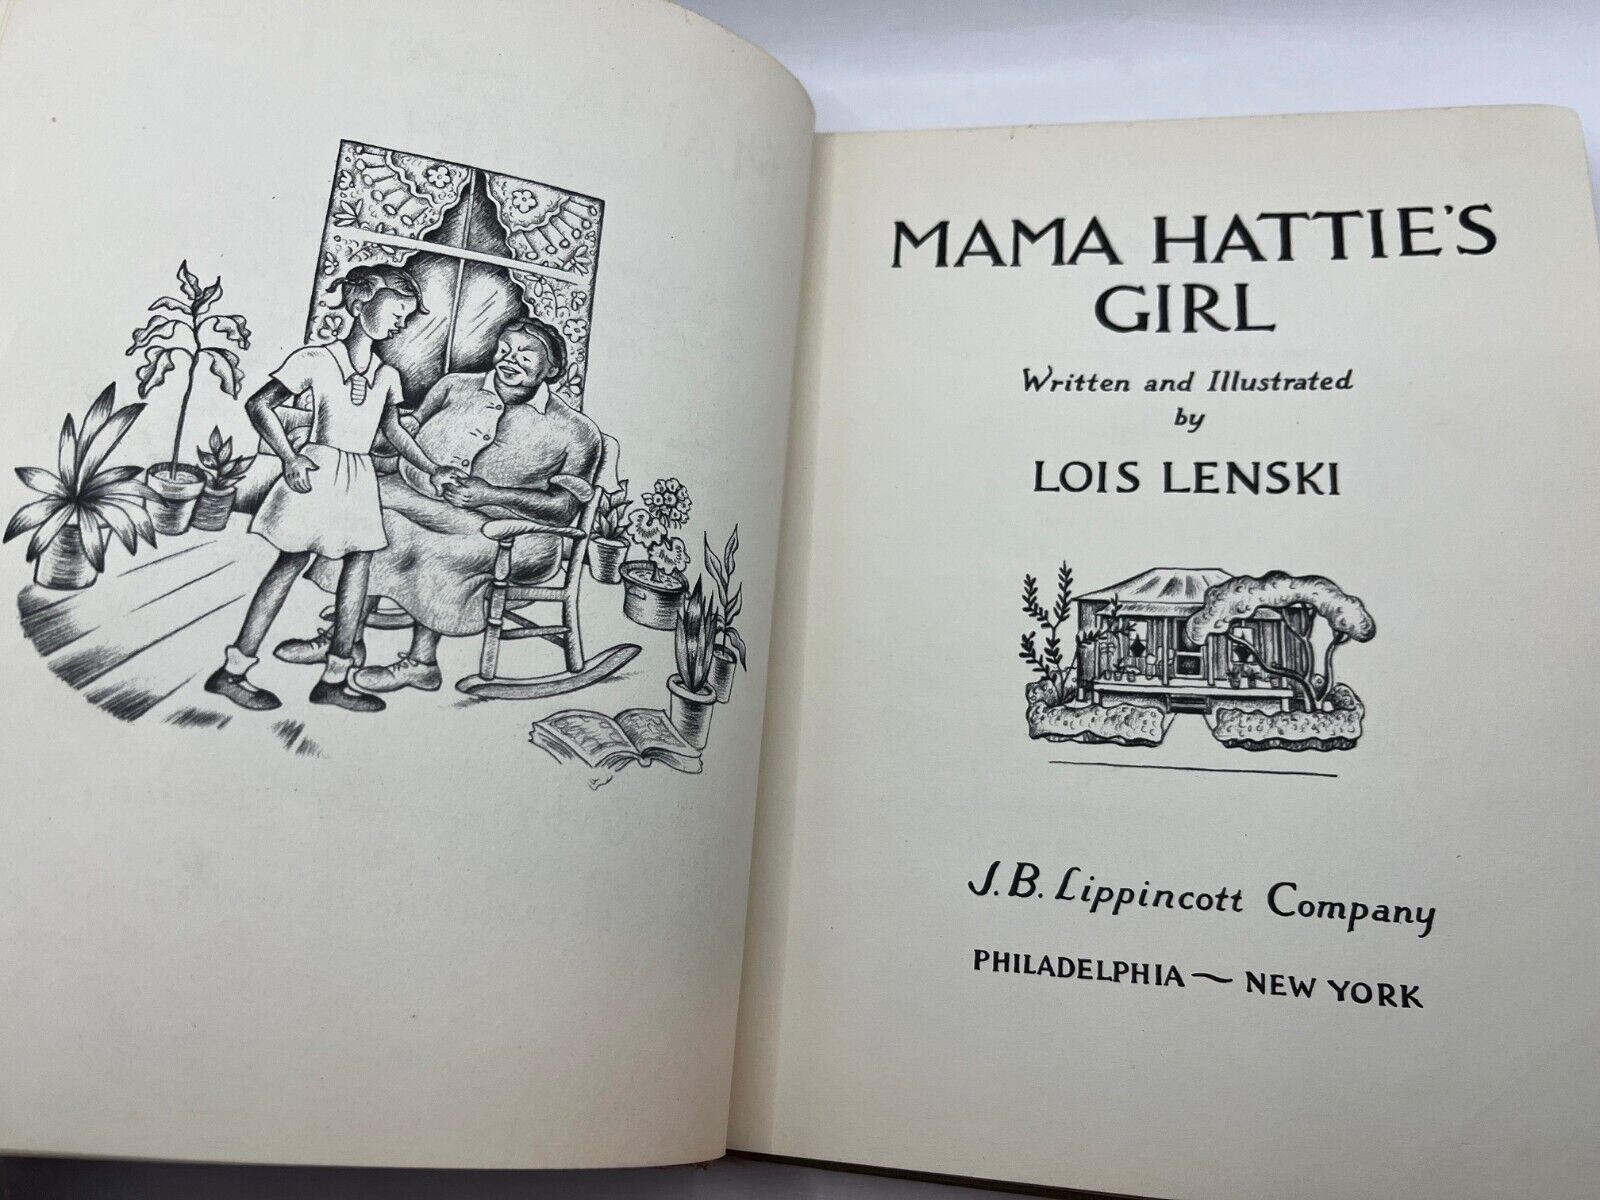 MAMA HATTIE'S
GIRL
Written and Illustrated
by
LOIS LENSKI
J. B. Lippincott Company
PHILADELPHIA ~ NEW YORK